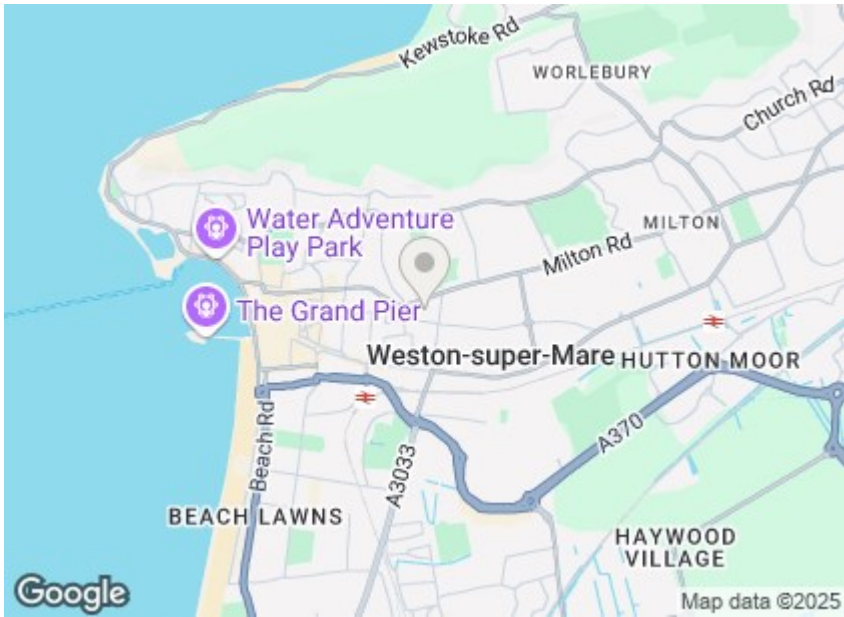 Kewstoke Rd
WORLEBURY
Church Rd
Water Adventure
Play Park
MILTON
Milton Rd
The Grand Pier
Weston-super-Mare
HUTTON MOOR
Beach Rd
A370
A3033
BEACH LAWNS
HAYWOOD
VILLAGE
Google
Map data ©2025